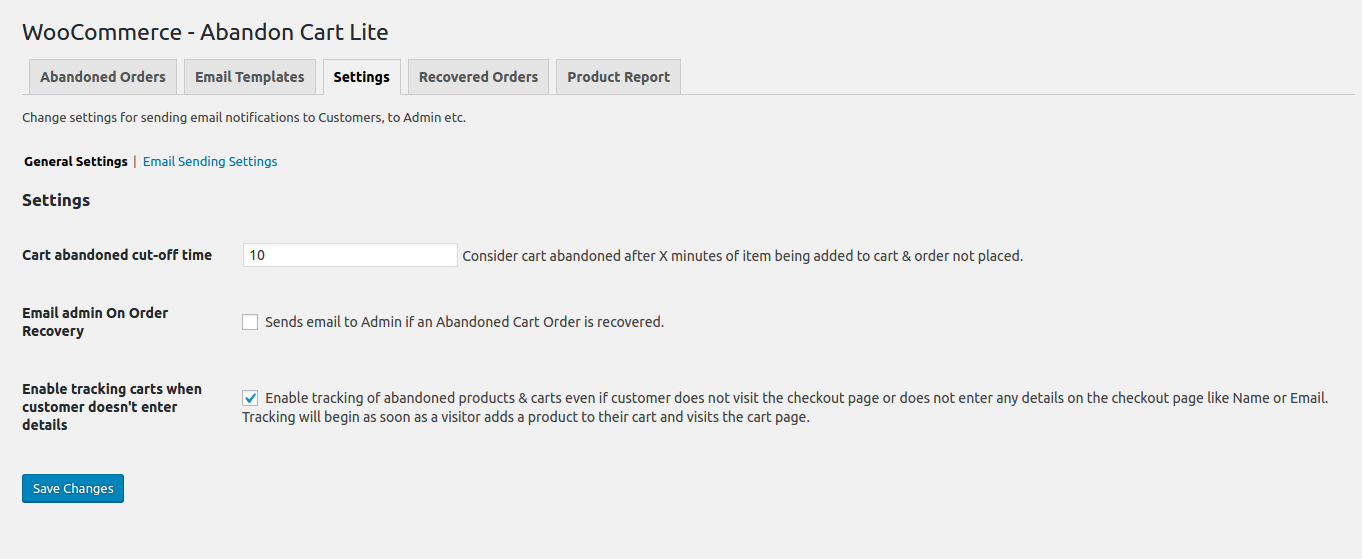 WooCommerce - Abandon Cart Lite
Abandoned Orders Email Templates Settings Recovered Orders Product Report
Change settings for sending email notifications to Customers, to Admin etc.
General Settings | Email Sending Settings
Settings
Cart abandoned cut-off time 10 Consider cart abandoned after X minutes of item being added to cart & order not placed.
Email admin On Order
Recovery
Sends email to Admin if an Abandoned Cart Order is recovered.
Enable tracking carts when
customer doesn't enter
details
Enable tracking of abandoned products & carts even if customer does not visit the checkout page or does not enter any details on the checkout page like Name or Email.
Tracking will begin as soon as a visitor adds a product to their cart and visits the cart page.
Save Changes